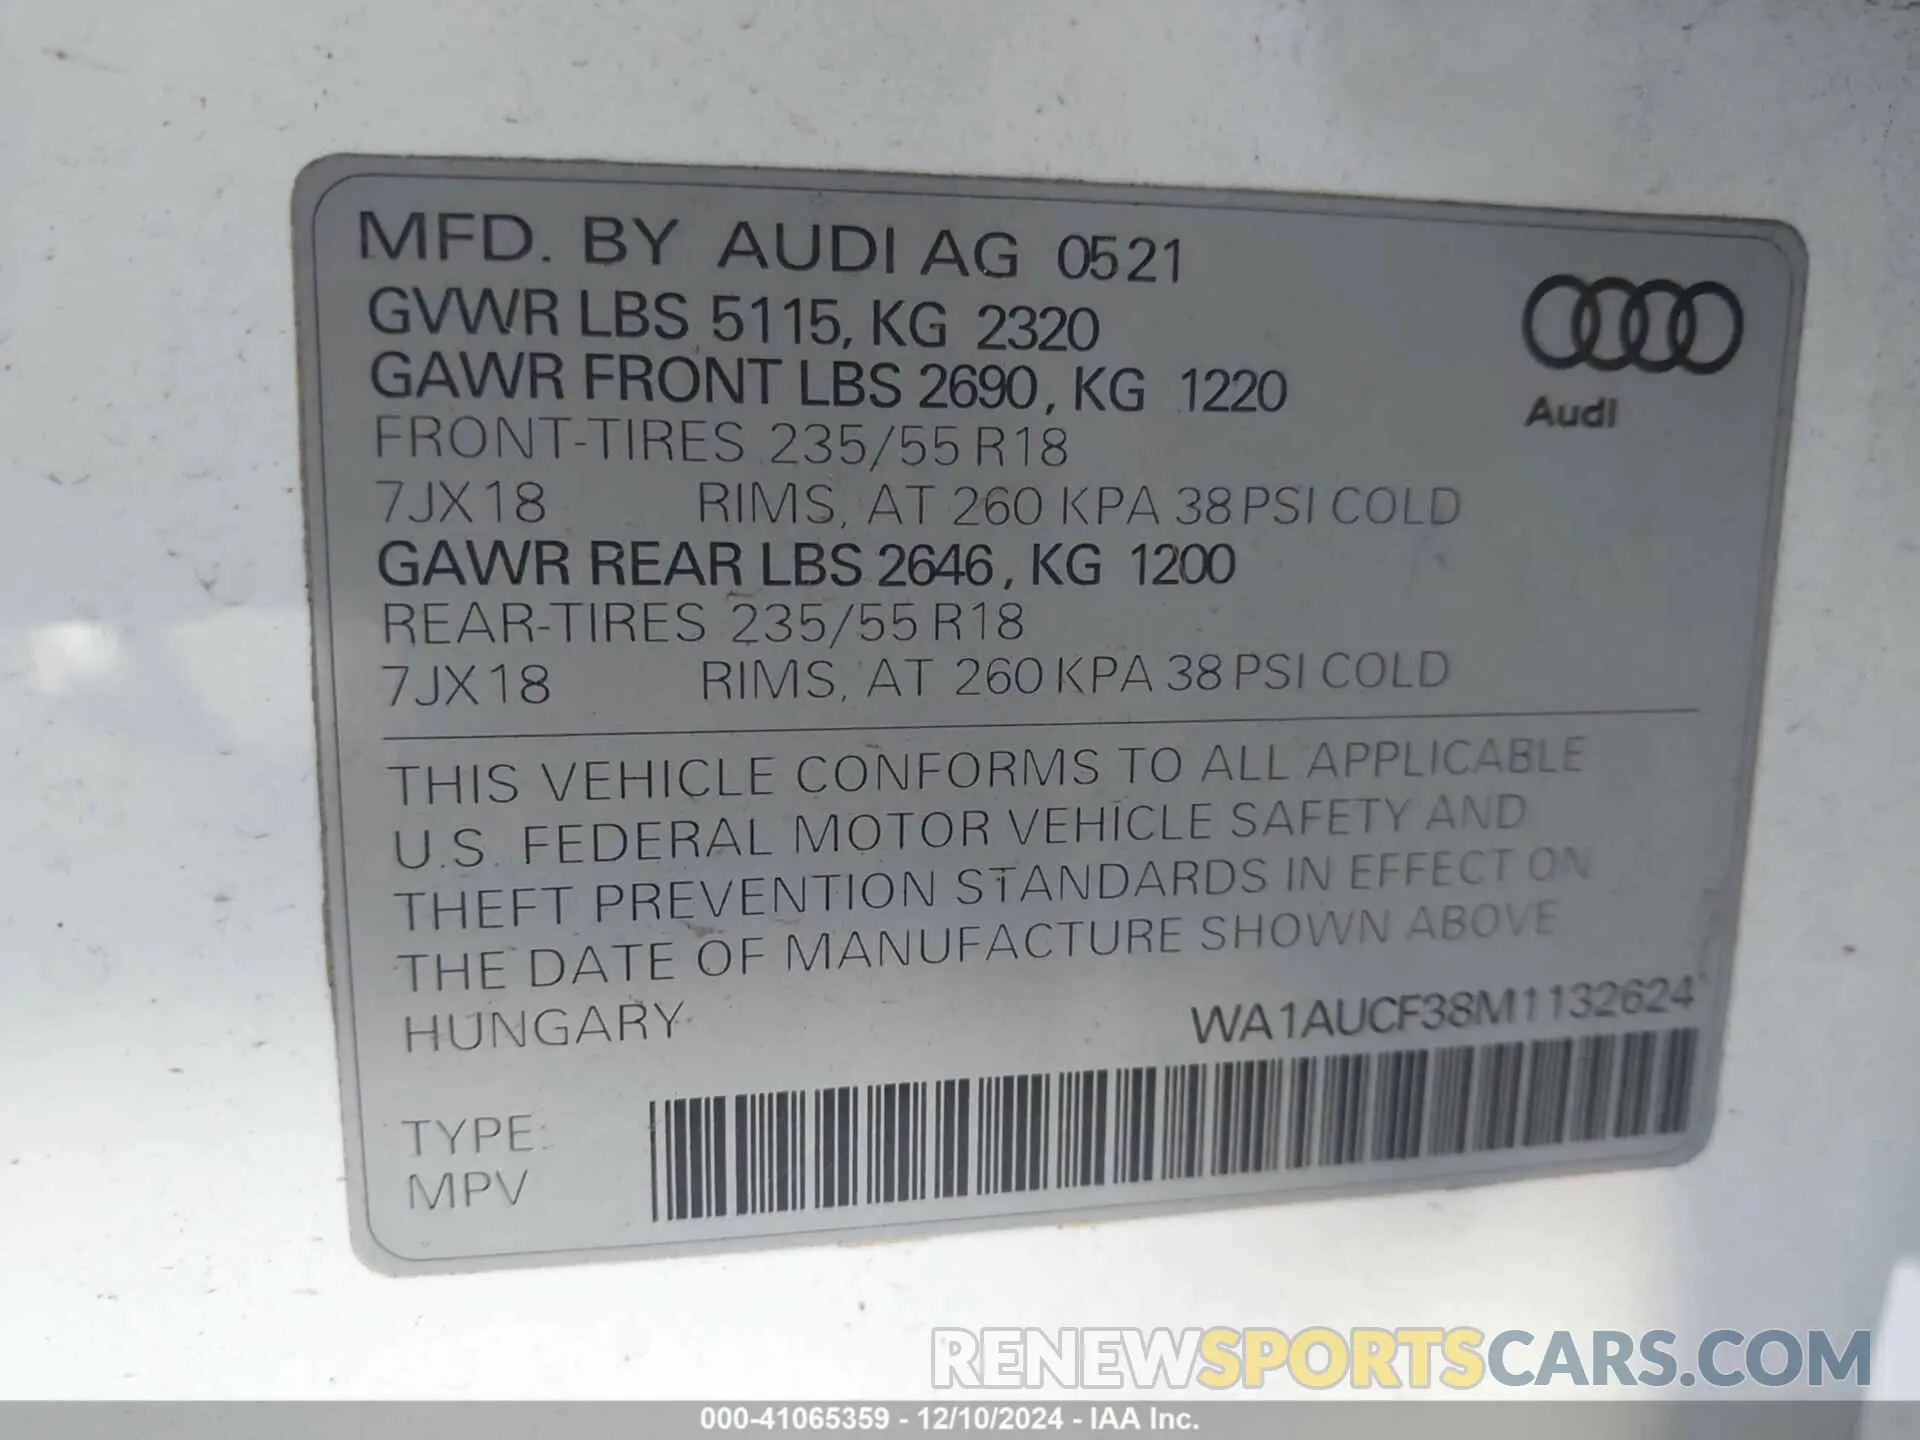 MFD. BY AUDI AG 0521
GVWR LBS 5115, KG 2320
GAWR FRONT LBS 2690, KG 1220
Audi
FRONT-TIRES 235/55 R18
7JX18 RIMS, AT 260 KPA 38 PSI COLD
GAWR REAR LBS 2646, KG 1200
REAR-TIRES 235/55 R18
7JX18 RIMS, AT 260 KPA 38 PSI COLD
THIS VEHICLE CONFORMS TO ALL APPLICABLE
U.S. FEDERAL MOTOR VEHICLE SAFETY AND
THEFT PREVENTION STANDARDS IN EFFECT ON
THE DATE OF MANUFACTURE SHOWN ABOVE
HUNGARY WA1AUCF38M1132624
TYPE:
MPV
RENEWSPORTSCARS.COM
000-41065359 - 12/10/2024 - IAA Inc.